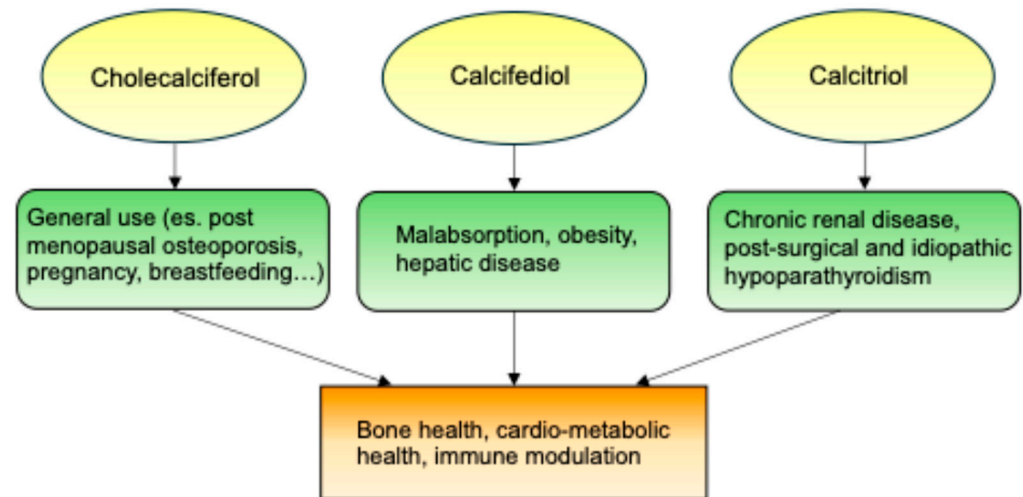 Cholecalciferol
Calcifediol
Calcitriol
General use (es. post
menopausal osteoporosis,
pregnancy, breastfeeding...)
Malabsorption, obesity,
hepatic disease
Chronic renal disease,
post-surgical and idiopathic
hypoparathyroidism
Bone health, cardio-metabolic
health, immune modulation